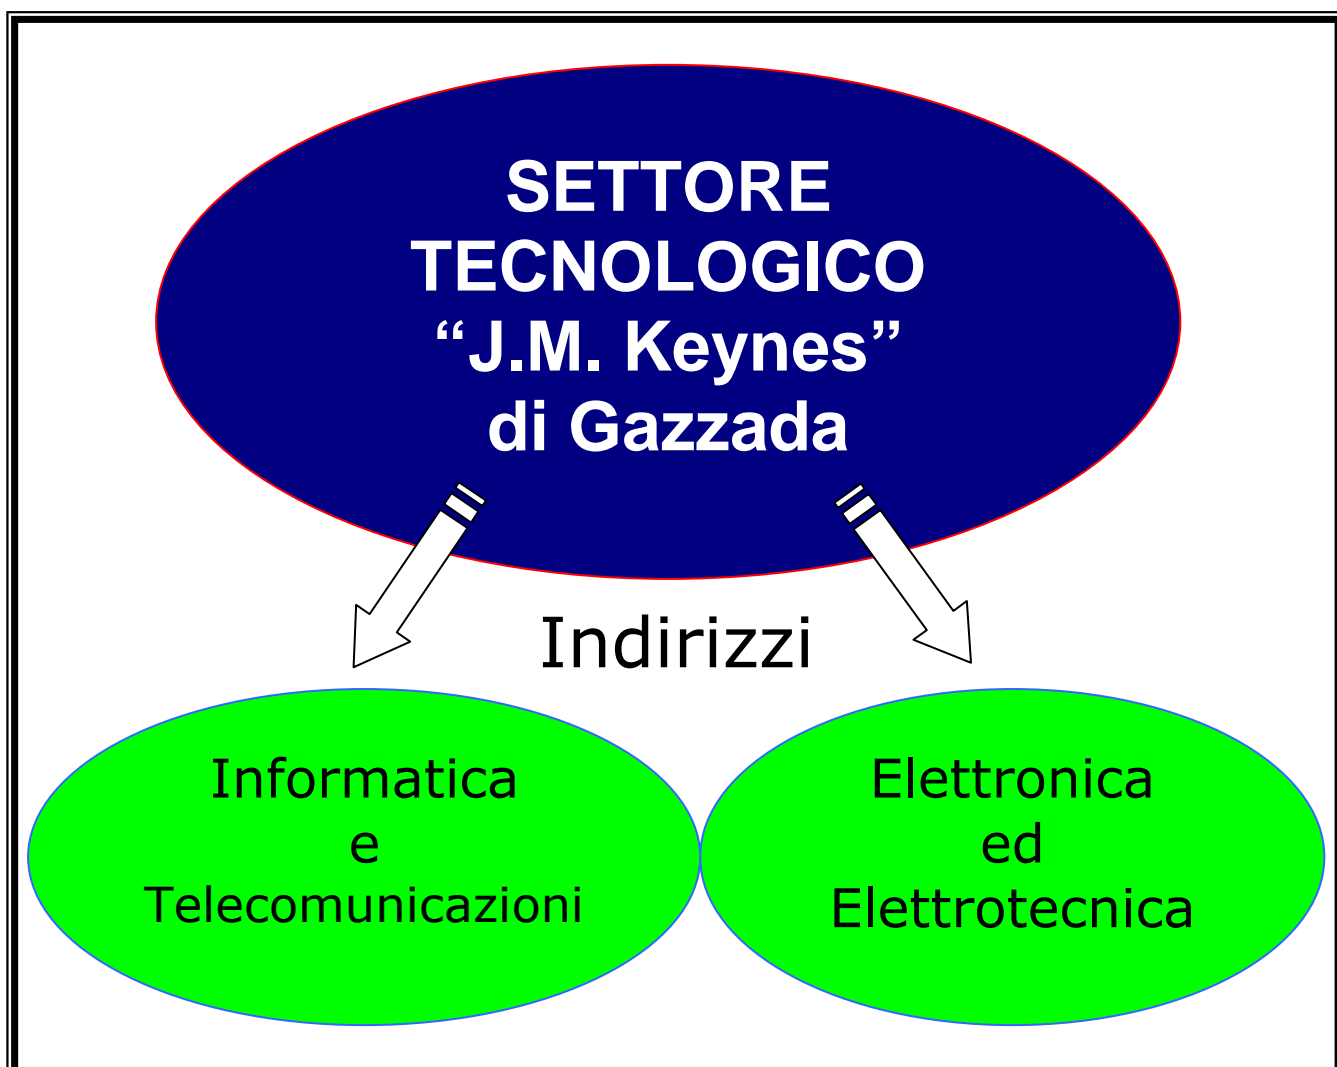 SETTORE
TECNOLOGICO
“J.M. Keynes”
di Gazzada
Indirizzi
Informatica
e
Telecomunicazioni
Elettronica
ed
Elettrotecnica